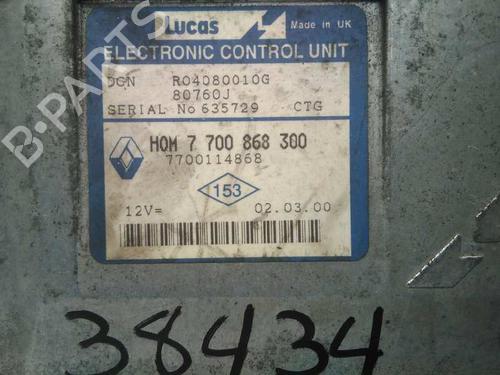 Lucas Made in UK
ELECTRONIC CONTROL UNIT
DGN R04080010G
80760J
SERIAL No 635729 CTG
HOM 7 700 868 300
7700114868
153
12V= 02.03.00
38434
B-PARTS